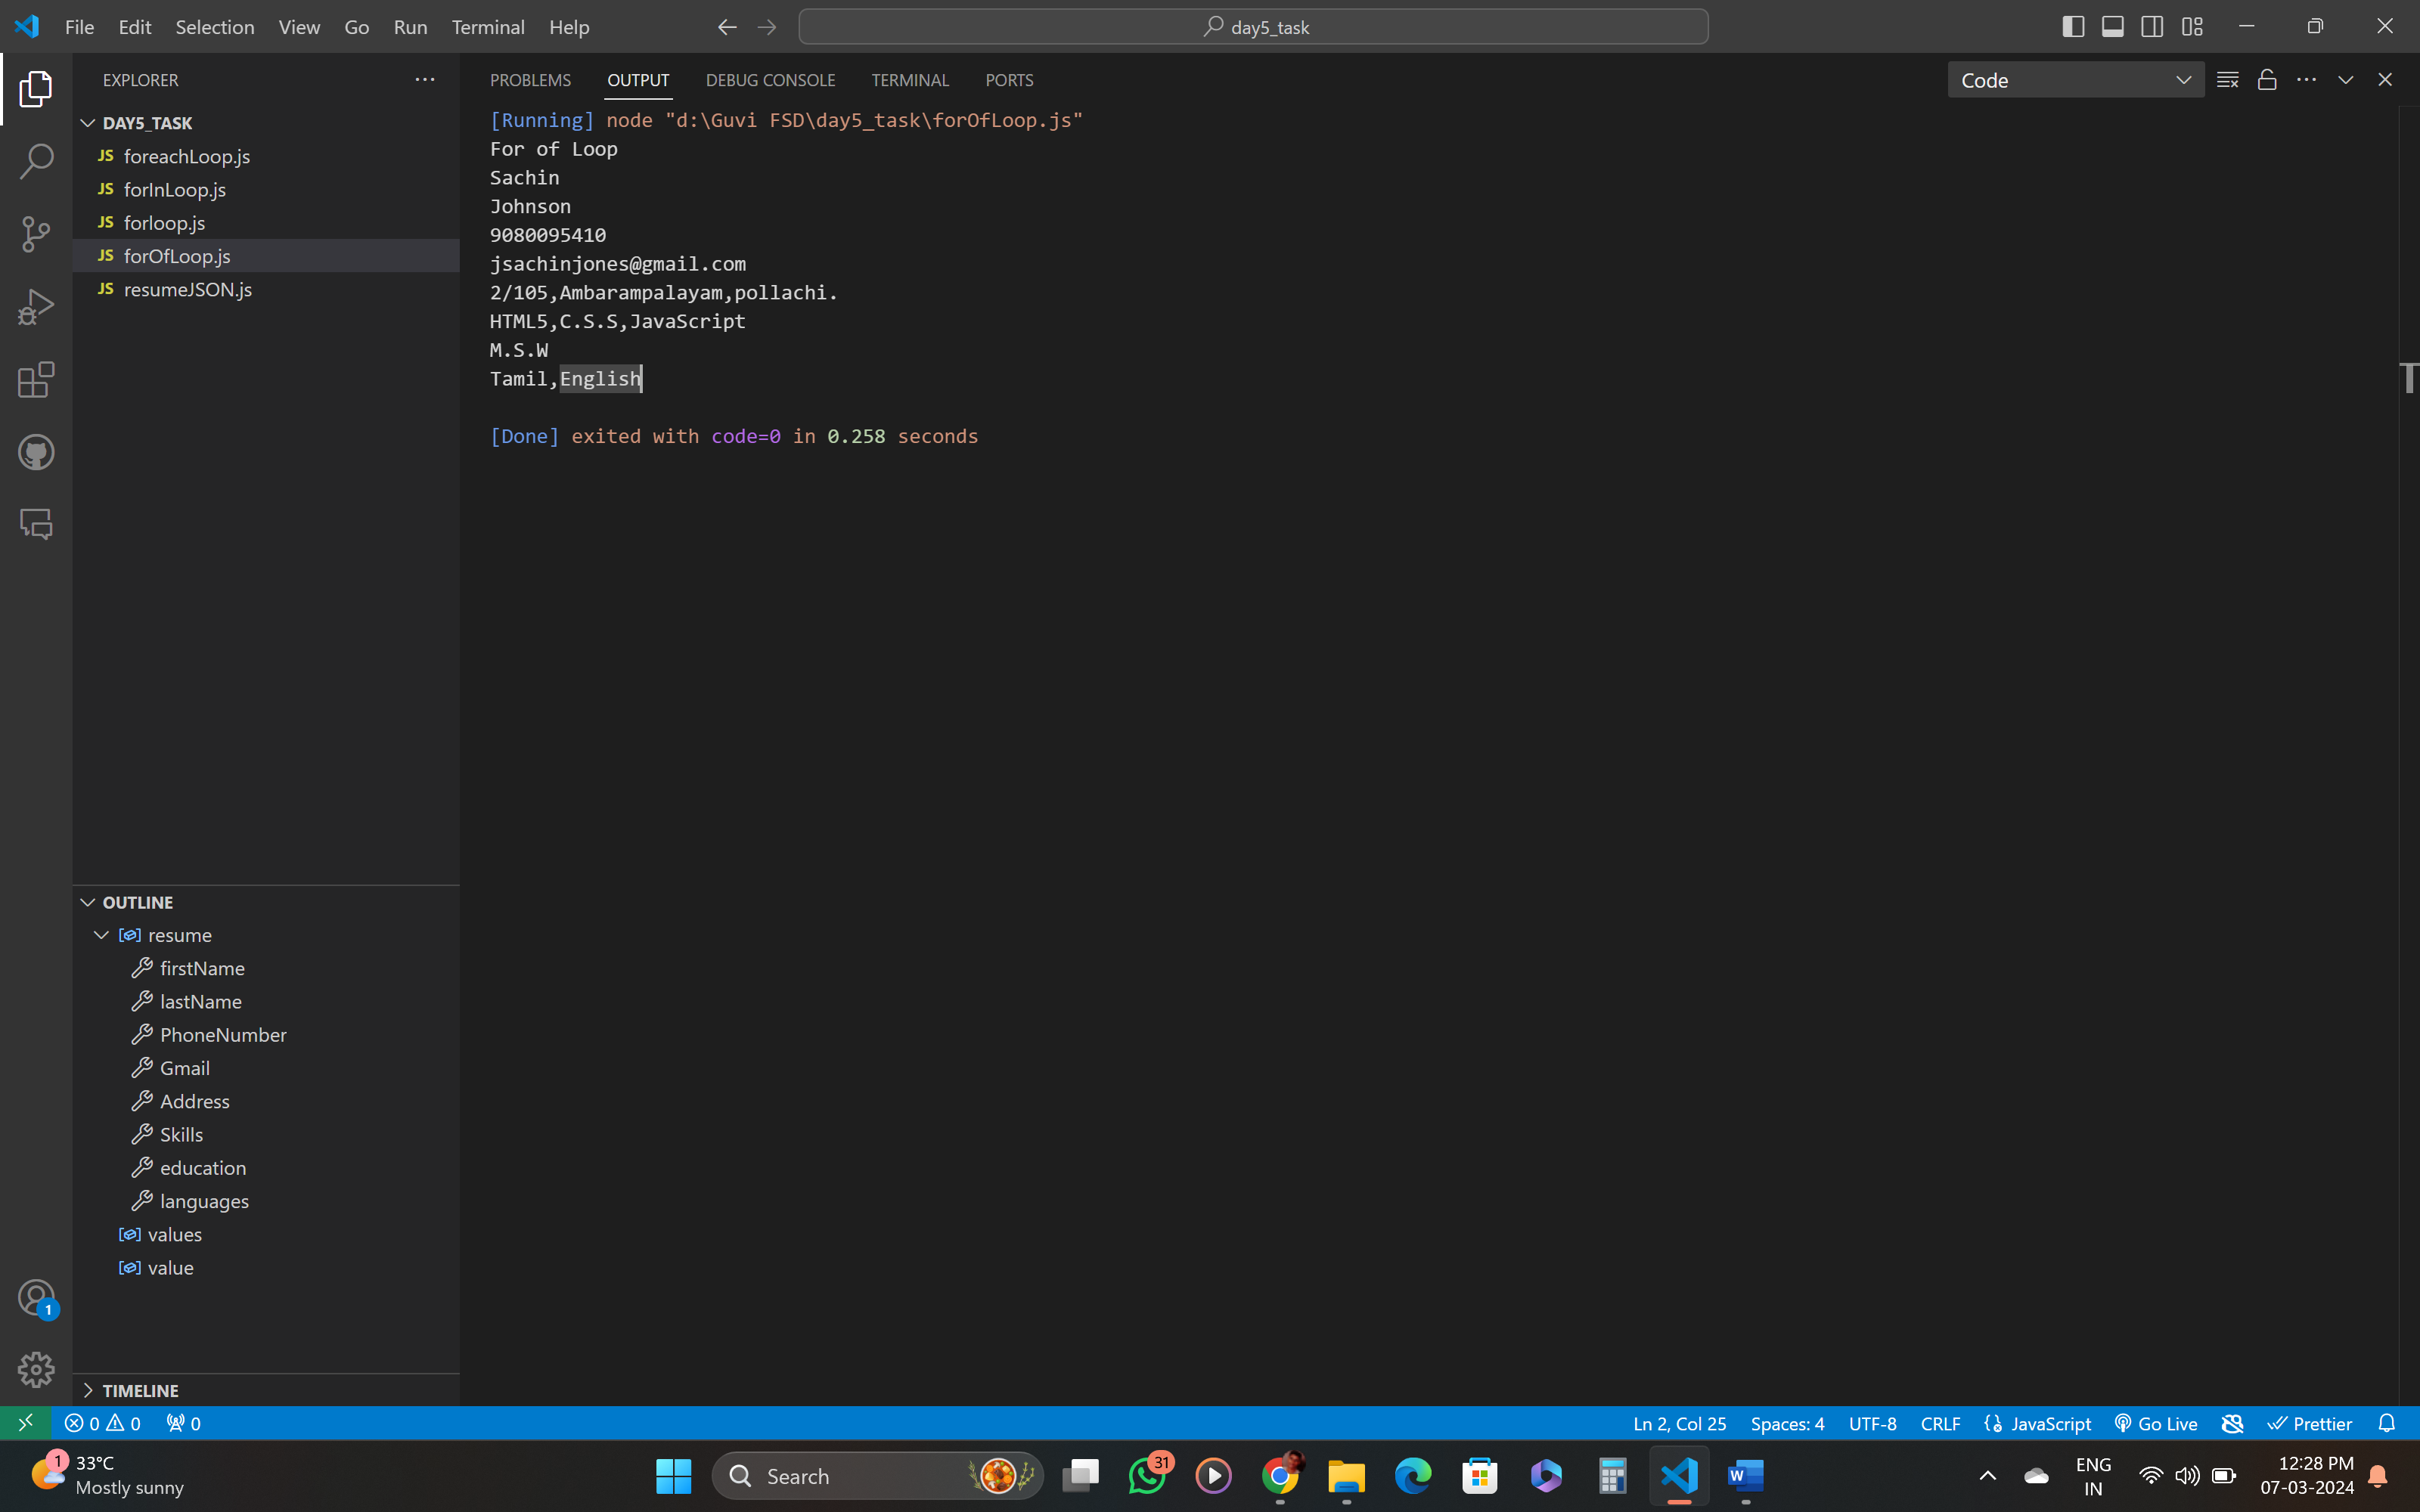 File Edit Selection View Go Run Terminal Help
day5_task
EXPLORER
DAY5_TASK
JS foreachLoop.js
JS forInLoop.js
JS forloop.js
JS forOfLoop.js
JS resumeJSON.js
PROBLEMS OUTPUT DEBUG CONSOLE TERMINAL PORTS
Code
[Running] node "d:\Guvi FSD\day5_task\forOfLoop.js"
For of Loop
Sachin
Johnson
9080095410
jsachinjones@gmail.com
2/105,Ambarampalayam,pollachi.
HTML5,C.S.S,JavaScript
M.S.W
Tamil,English
[Done] exited with code=0 in 0.258 seconds
T
OUTLINE
resume
firstName
lastName
PhoneNumber
Gmail
Address
Skills
education
languages
values
value
1
TIMELINE
0 0 0
Ln 2, Col 25 Spaces: 4 UTF-8 CRLF JavaScript Go Live Prettier
1
33°C
Mostly sunny
Search
31
W
ENG
IN
12:28 PM
07-03-2024